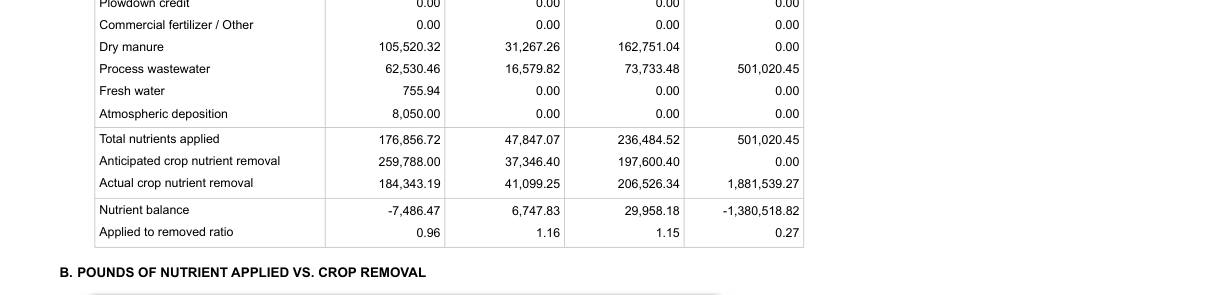 Plowdown credit 0.00 0.00 0.00 0.00
Commercial fertilizer / Other 0.00 0.00 0.00 0.00
Dry manure 105,520.32 31,267.26 162,751.04 0.00
Process wastewater 62,530.46 16,579.82 73,733.48 501,020.45
Fresh water 755.94 0.00 0.00 0.00
Atmospheric deposition 8,050.00 0.00 0.00 0.00
Total nutrients applied 176,856.72 47,847.07 236,484.52 501,020.45
Anticipated crop nutrient removal 259,788.00 37,346.40 197,600.40 0.00
Actual crop nutrient removal 184,343.19 41,099.25 206,526.34 1,881,539.27
Nutrient balance -7,486.47 6,747.83 29,958.18 -1,380,518.82
Applied to removed ratio 0.96 1.16 1.15 0.27
B. POUNDS OF NUTRIENT APPLIED VS. CROP REMOVAL